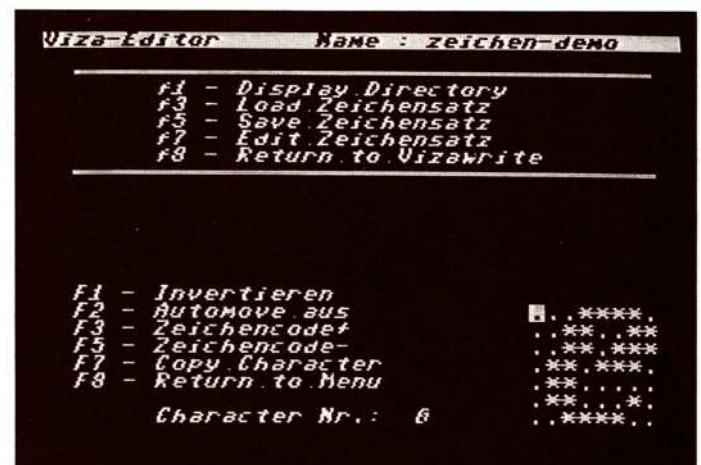 Viza-Editor Name : zeichen-demo
f1 - Display.Directory
f3 - Load.Zeichensatz
f5 - Save.Zeichensatz
f7 - Edit.Zeichensatz
f8 - Return.to.Vizawrite
F1 - Invertieren
F2 - Automove.aus
F3 - Zeichencode+
F5 - Zeichencode-
F7 - Copy.Character
F8 - Return.to.Menu
Character Nr.: 0
...****.
..**..**
..**.***
.**.***.
.**.....
.**...*.
..****..